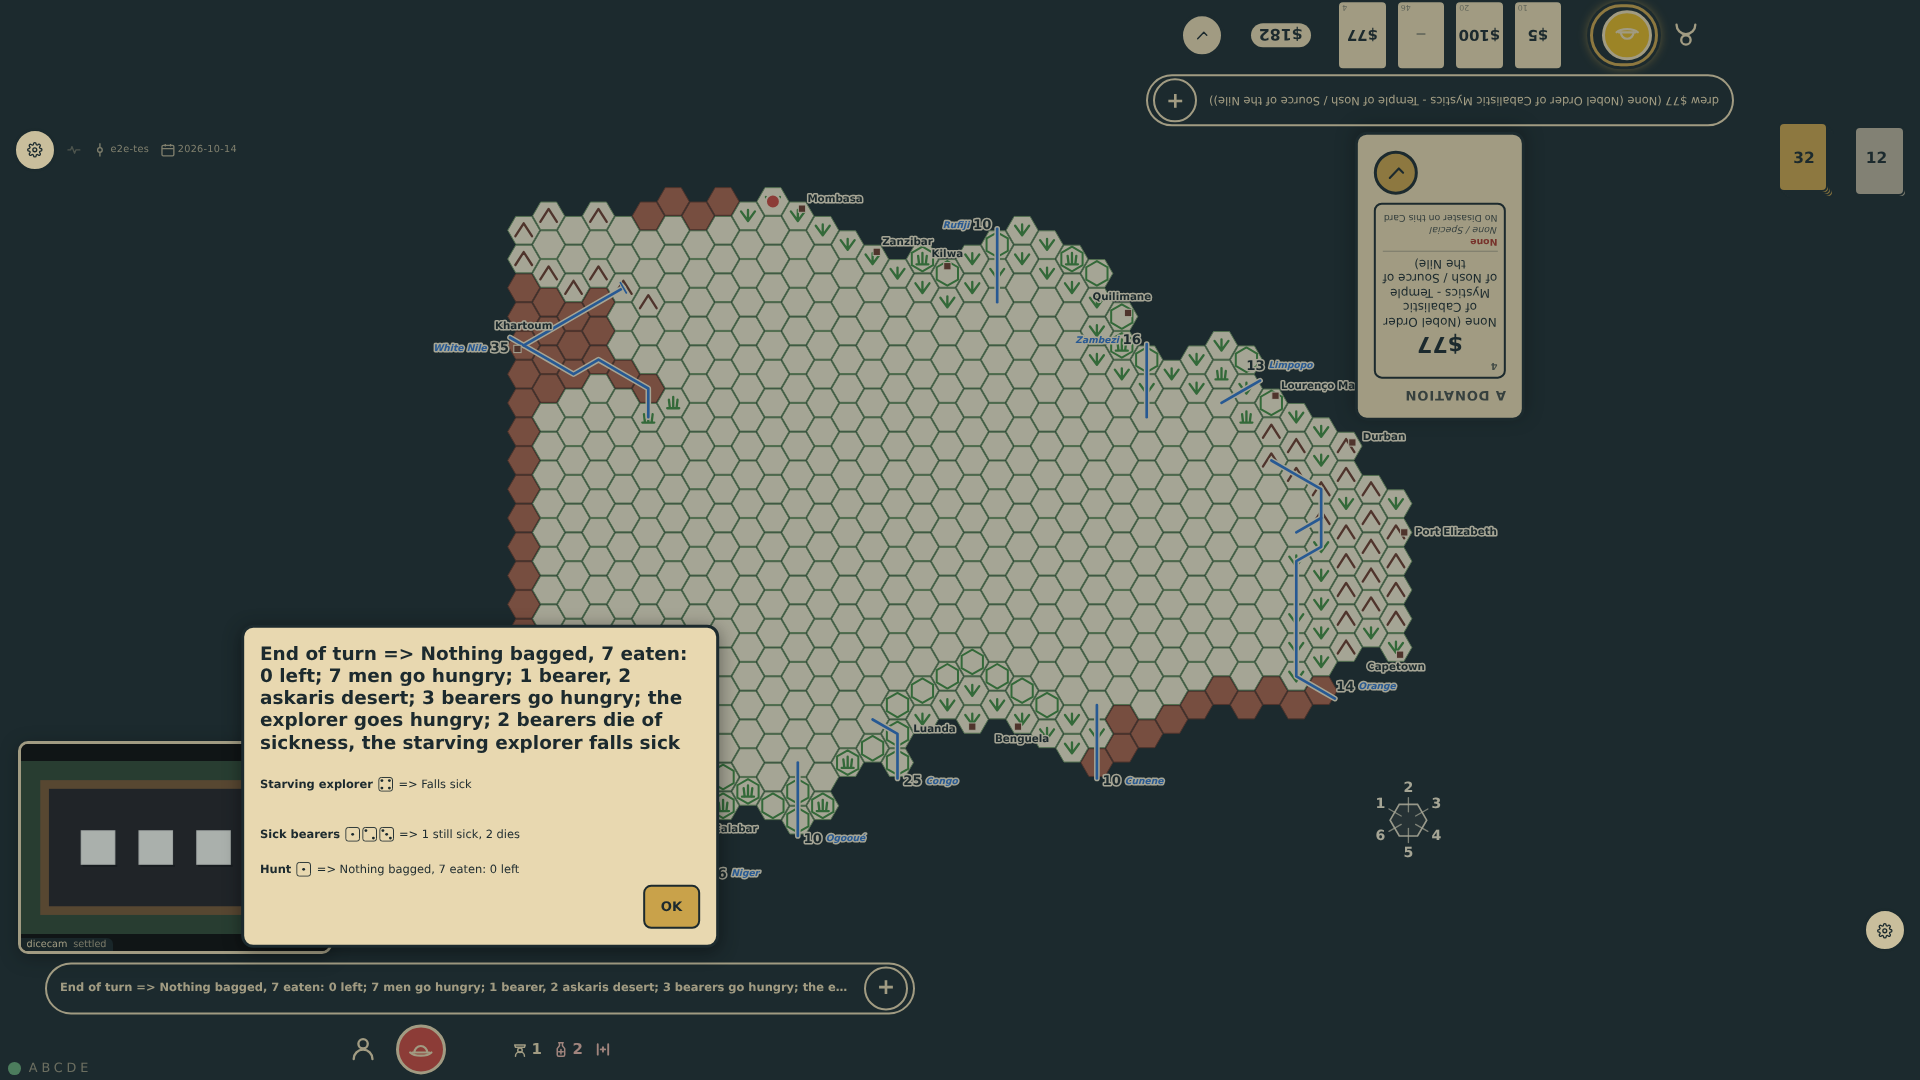 $182
$77
4
–
46
$100
20
$5
10
drew $77 (None (Nobel Order of Cabalistic Mystics - Temple of Nosh / Source of the Nile))
e2e-tes
2026-10-14
32
12
A DONATION
4
$77
None (Nobel Order
of Cabalistic
Mystics - Temple
of Nosh / Source of
the Nile)
None
None / Special
No Disaster on this Card
Mombasa
Rufiji 10
Zanzibar
Kilwa
Quilimane
Khartoum
White Nile 35
Zambezi 16
13 Limpopo
Lourenço Ma
Durban
Port Elizabeth
Capetown
14 Orange
Luanda
Benguela
25 Congo
10 Cunene
alabar
10 Ogooué
6 Niger
1
2
3
6
4
5
End of turn => Nothing bagged, 7 eaten:
0 left; 7 men go hungry; 1 bearer, 2
askaris desert; 3 bearers go hungry; the
explorer goes hungry; 2 bearers die of
sickness, the starving explorer falls sick
Starving explorer => Falls sick
Sick bearers => 1 still sick, 2 dies
Hunt => Nothing bagged, 7 eaten: 0 left
OK
dicecam settled
End of turn => Nothing bagged, 7 eaten: 0 left; 7 men go hungry; 1 bearer, 2 askaris desert; 3 bearers go hungry; the e...
1 2
A B C D E